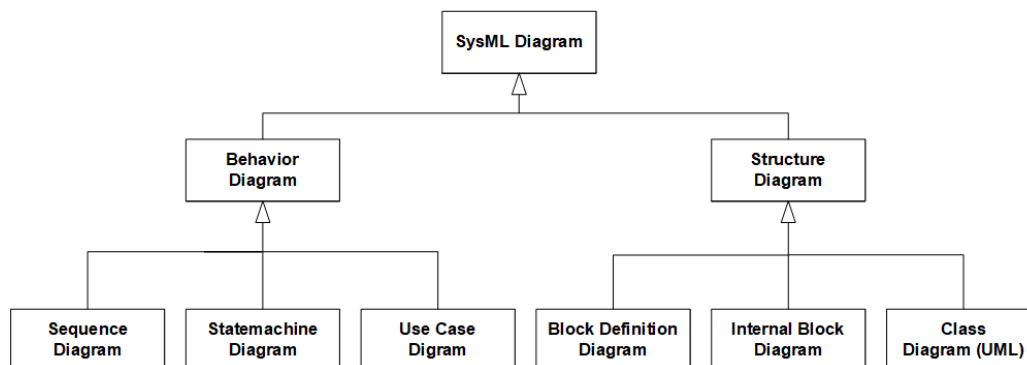 SysML Diagram
Behavior
Diagram
Structure
Diagram
Sequence
Diagram
Statemachine
Diagram
Use Case
Digram
Block Definition
Diagram
Internal Block
Diagram
Class
Diagram (UML)